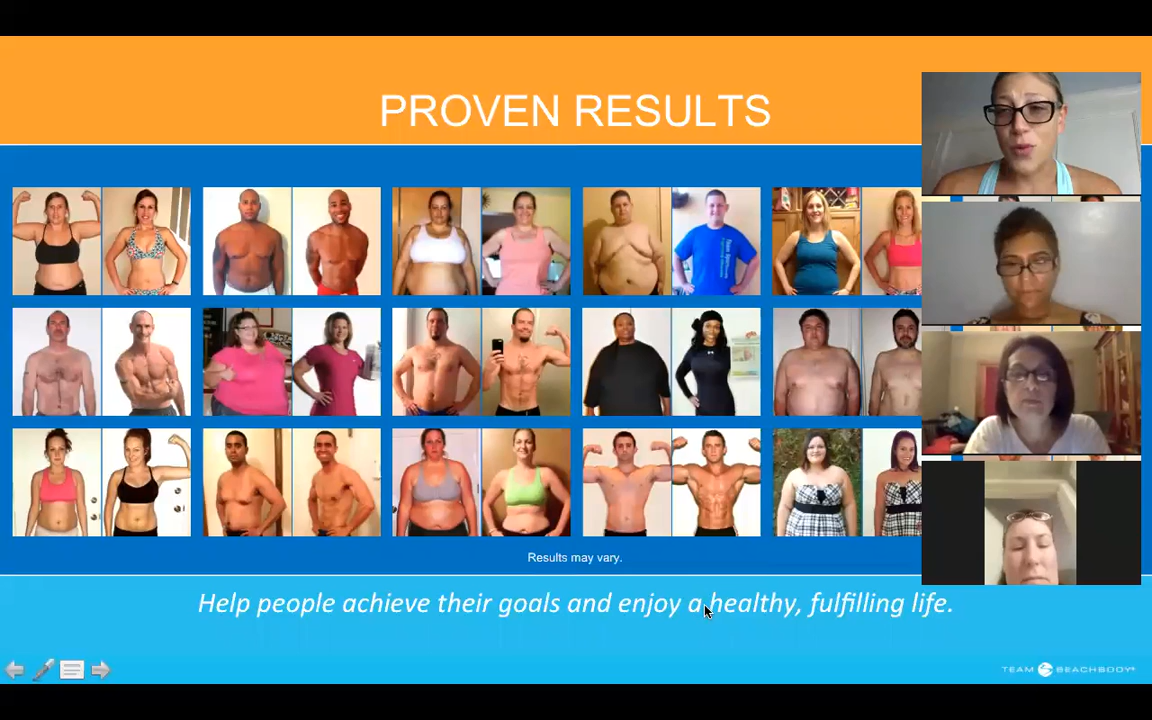 PROVEN RESULTS
Results may vary.
Help people achieve their goals and enjoy a healthy, fulfilling life.
TEAM BEACHBODY